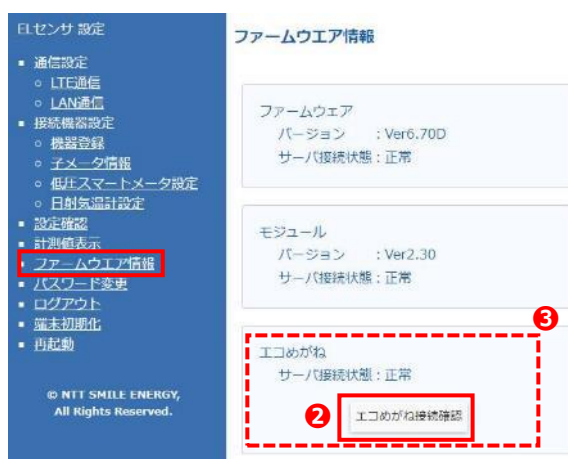 ELセンサ 設定
通信設定
LTE通信
LAN通信
接続機器設定
機器登録
子メータ情報
低圧スマートメータ設定
日射気温計設定
設定確認
計測値表示
ファームウエア情報
パスワード変更
ログアウト
端末初期化
再起動
© NTT SMILE ENERGY,
All Rights Reserved.
ファームウエア情報
ファームウェア
バージョン : Ver6.70D
サーバ接続状態 : 正常
モジュール
バージョン : Ver2.30
サーバ接続状態 : 正常
❸
エコめがね
サーバ接続状態 : 正常
❷ エコめがね接続確認